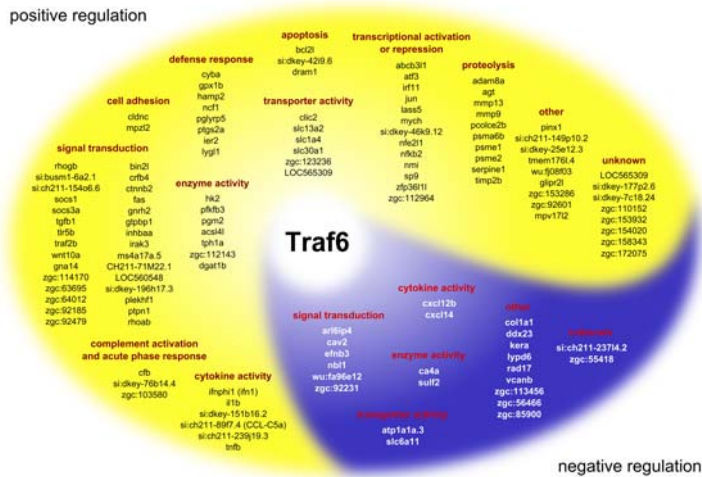 positive regulation
apoptosis
bcl2l
si:dkey-42i9.6
dram1
transcriptional activation
or repression
abcb3l1
atf3
irf11
jun
lass5
mych
si:dkey-46k9.12
nfe2l1
nfkb2
nmi
sp9
zfp36l1l
zgc:112964
defense response
cyba
gpx1b
hamp2
ncf1
pglyrp5
ptgs2a
ier2
lygl1
proteolysis
adam8a
agt
mmp13
mmp9
pcolce2b
psma6b
psme1
psme2
serpine1
timp2b
cell adhesion
cldnc
mpzl2
transporter activity
clic2
slc13a2
slc1a4
slc30a1
zgc:123236
LOC565309
other
pinx1
si:ch211-149p10.2
si:dkey-25e12.3
tmem176l.4
wu:fj08f03
glipr2l
zgc:153286
zgc:92601
mpv17l2
signal transduction
rhogb
si:busm1-6a2.1
si:ch211-154o6.6
socs1
socs3a
tgfb1
tlr5b
traf2b
wnt10a
gna14
zgc:114170
zgc:63695
zgc:64012
zgc:92185
zgc:92479
bin2l
crfb4
ctnnb2
fas
gnrh2
gtpbp1
inhbaa
irak3
ms4a17a.5
CH211-71M22.1
LOC560548
si:dkey-196h17.3
plekhf1
ptpn1
rhoab
enzyme activity
hk2
pfkfb3
pgm2
acsl4l
tph1a
zgc:112143
dgat1b
unknown
LOC565309
si:dkey-177p2.6
si:dkey-7c18.24
zgc:110152
zgc:153932
zgc:154020
zgc:158343
zgc:172075
Traf6
complement activation
and acute phase response
cfb
si:dkey-76b14.4
zgc:103580
cytokine activity
ifnphi1 (ifn1)
il1b
si:dkey-151b16.2
si:ch211-89f7.4 (CCL-C5a)
si:ch211-239j19.3
tnfb
signal transduction
arl6ip4
cav2
efnb3
nbl1
wu:fa96e12
zgc:92231
cytokine activity
cxcl12b
cxcl14
enzyme activity
ca4a
sulf2
transporter activity
atp1a1a.3
slc6a11
other
col1a1
ddx23
kera
lypd6
rad17
vcanb
zgc:113456
zgc:56466
zgc:85900
unknown
si:ch211-237l4.2
zgc:55418
negative regulation